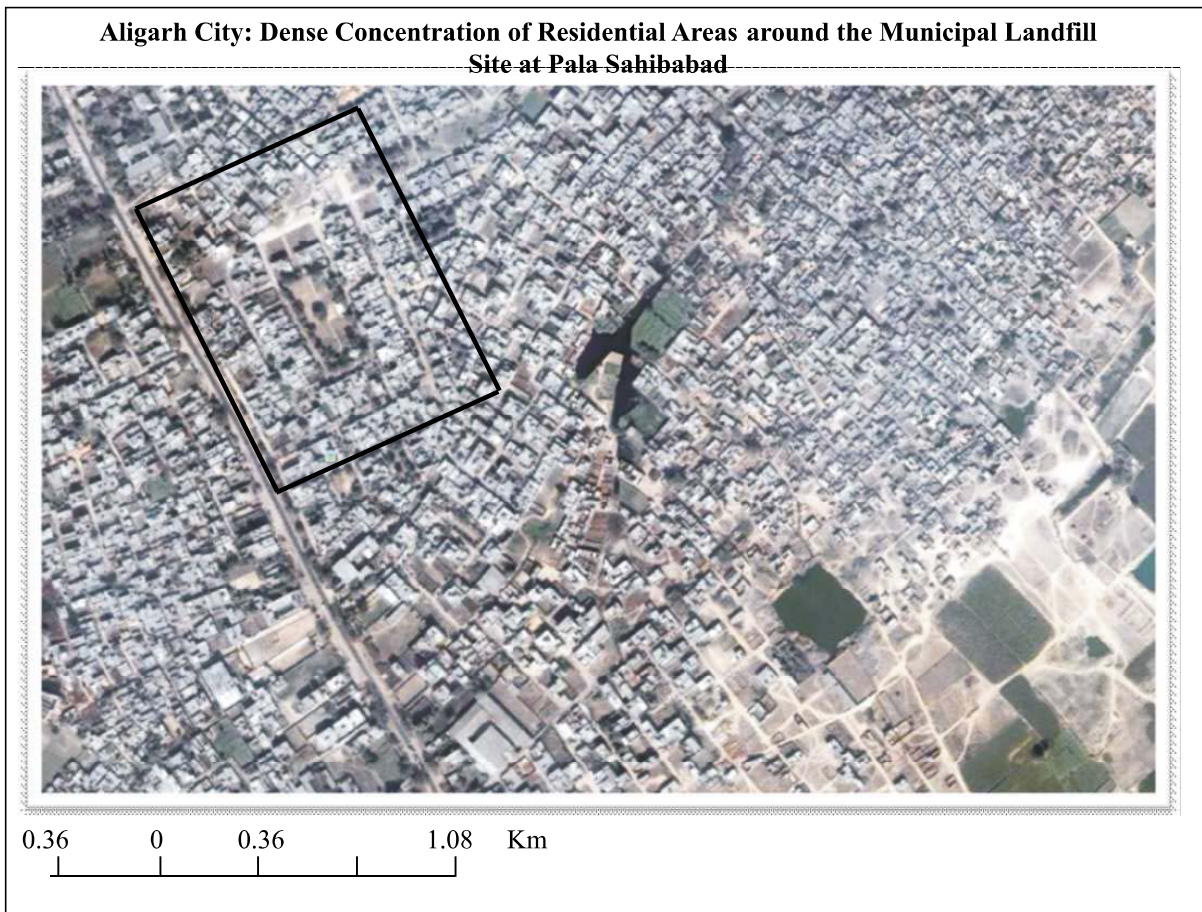 Aligarh City: Dense Concentration of Residential Areas around the Municipal Landfill
Site at Pala Sahibabad
0.36 0 0.36 1.08 Km